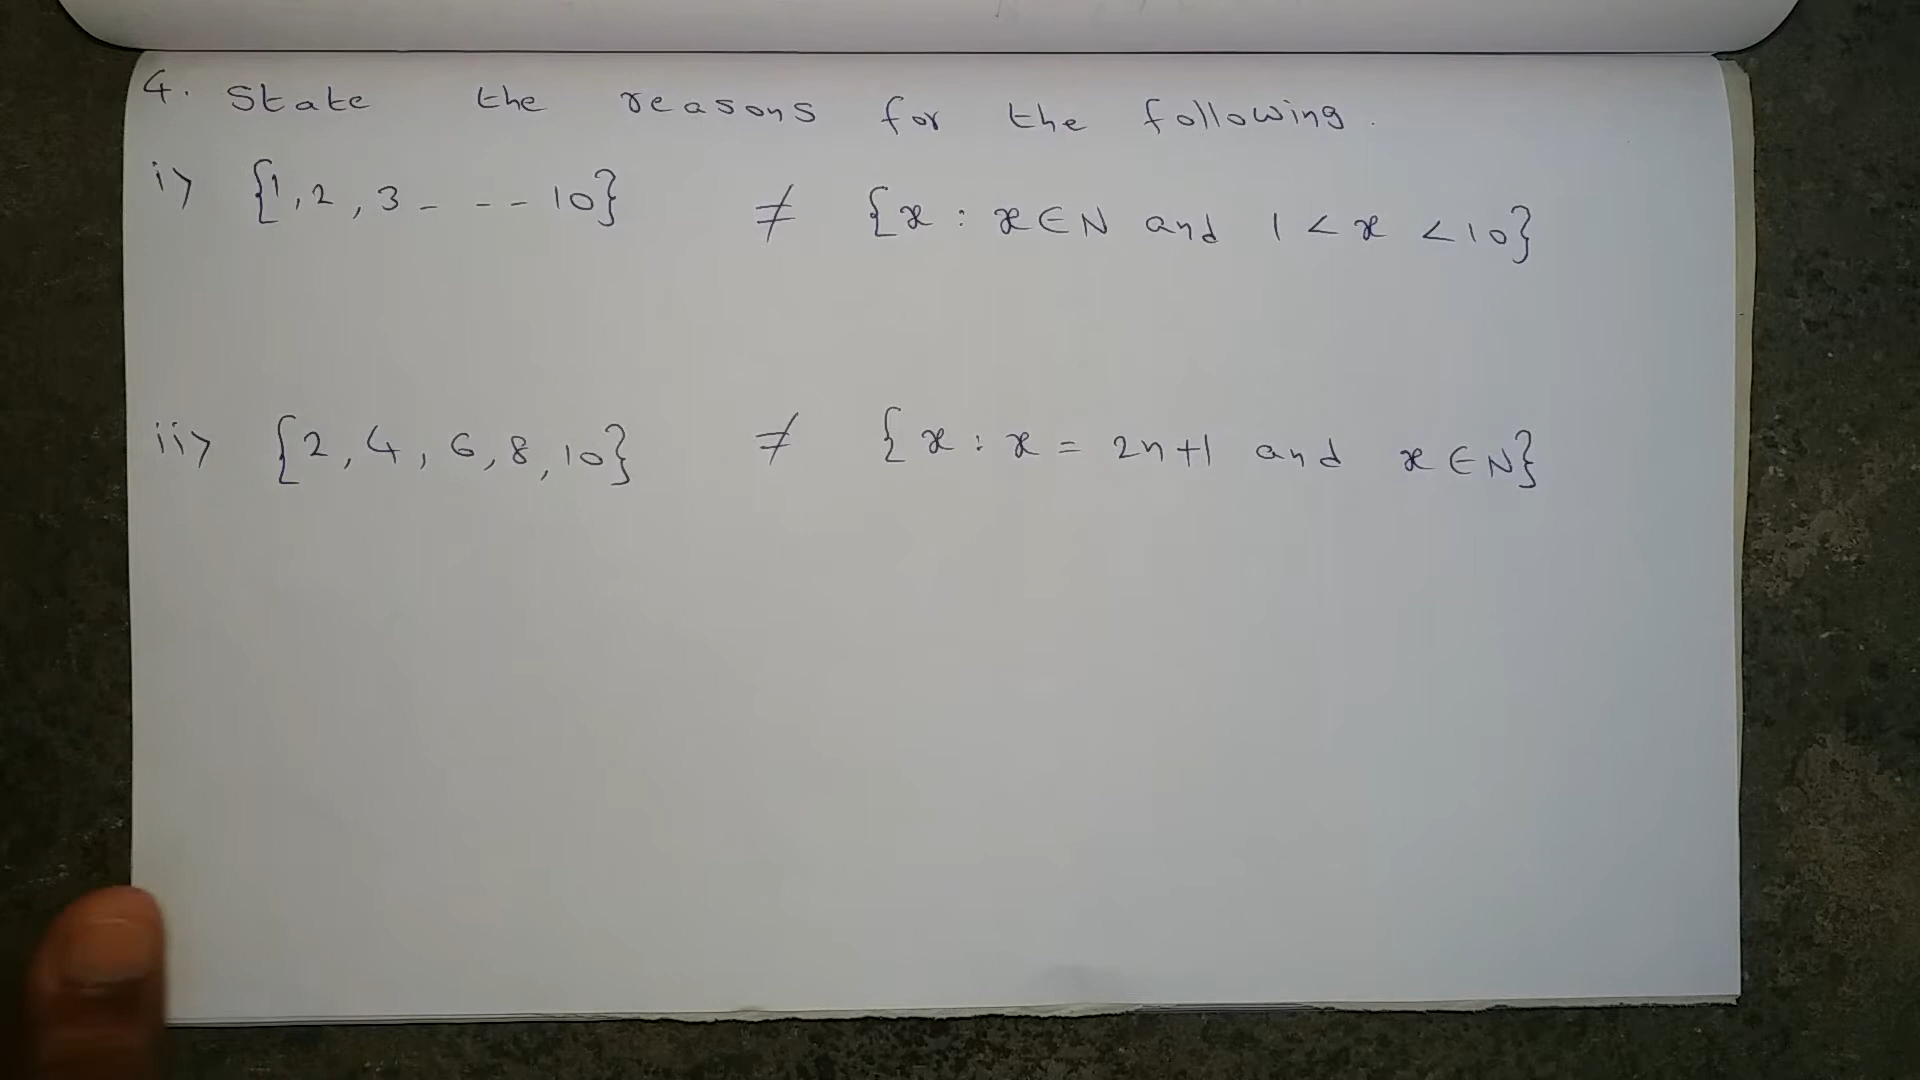 4. State the reasons for the following.
i> {1,2,3- - - 10} ≠ {x : x∈N and 1 < x < 10}
ii> {2,4,6,8,10} ≠ {x : x = 2n+1 and x ∈ N}